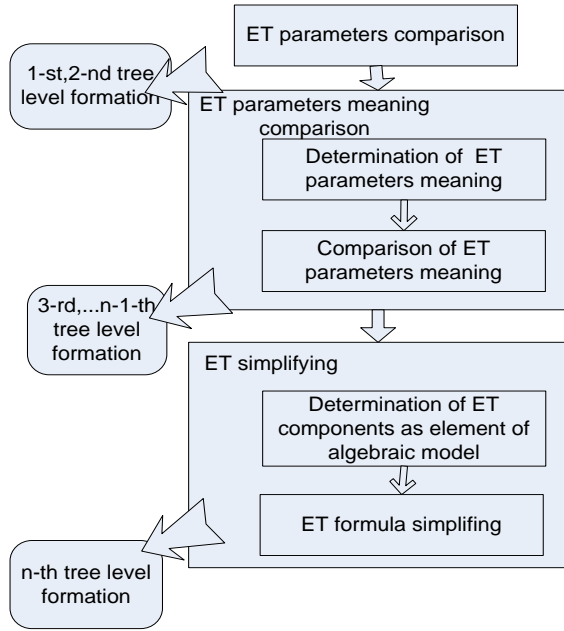 ET parameters comparison
1-st,2-nd tree
level formation
ET parameters meaning
comparison
Determination of ET
parameters meaning
Comparison of ET
parameters meaning
3-rd,...n-1-th
tree level
formation
ET simplifying
Determination of ET
components as element of
algebraic model
ET formula simplifing
n-th tree level
formation